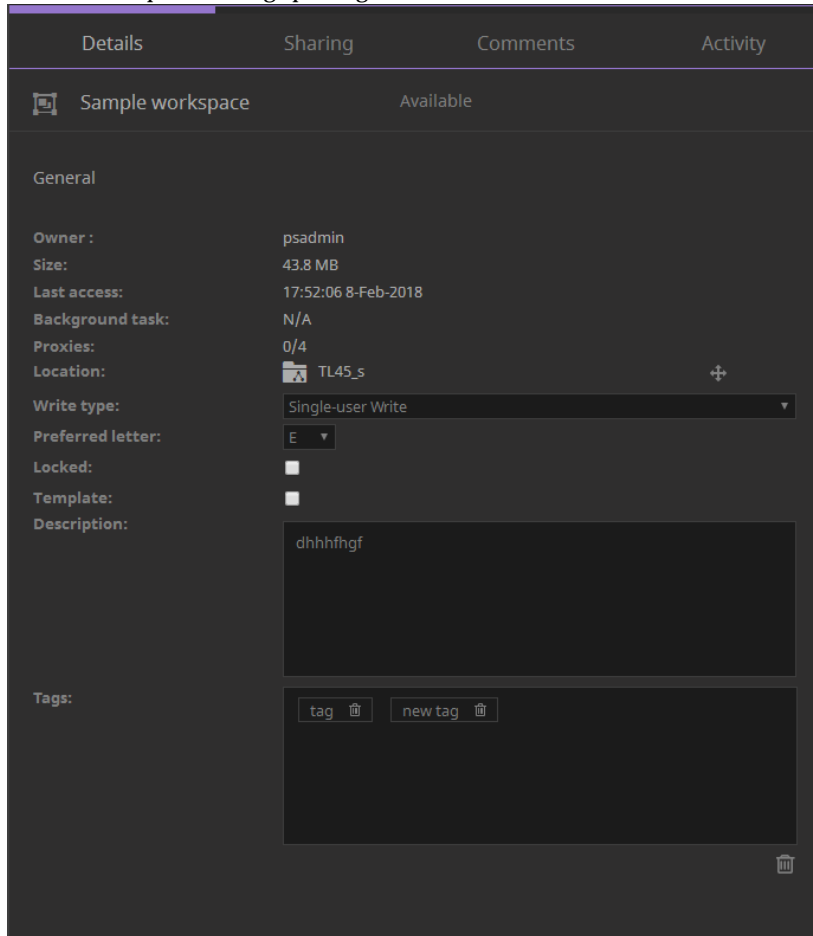 Details Sharing Comments Activity
Sample workspace Available
General
Owner : psadmin
Size: 43.8 MB
Last access: 17:52:06 8-Feb-2018
Background task: N/A
Proxies: 0/4
Location: TL45_s
Write type: Single-user Write
Preferred letter: E
Locked:
Template:
Description: dhhhfhgf
Tags: tag new tag